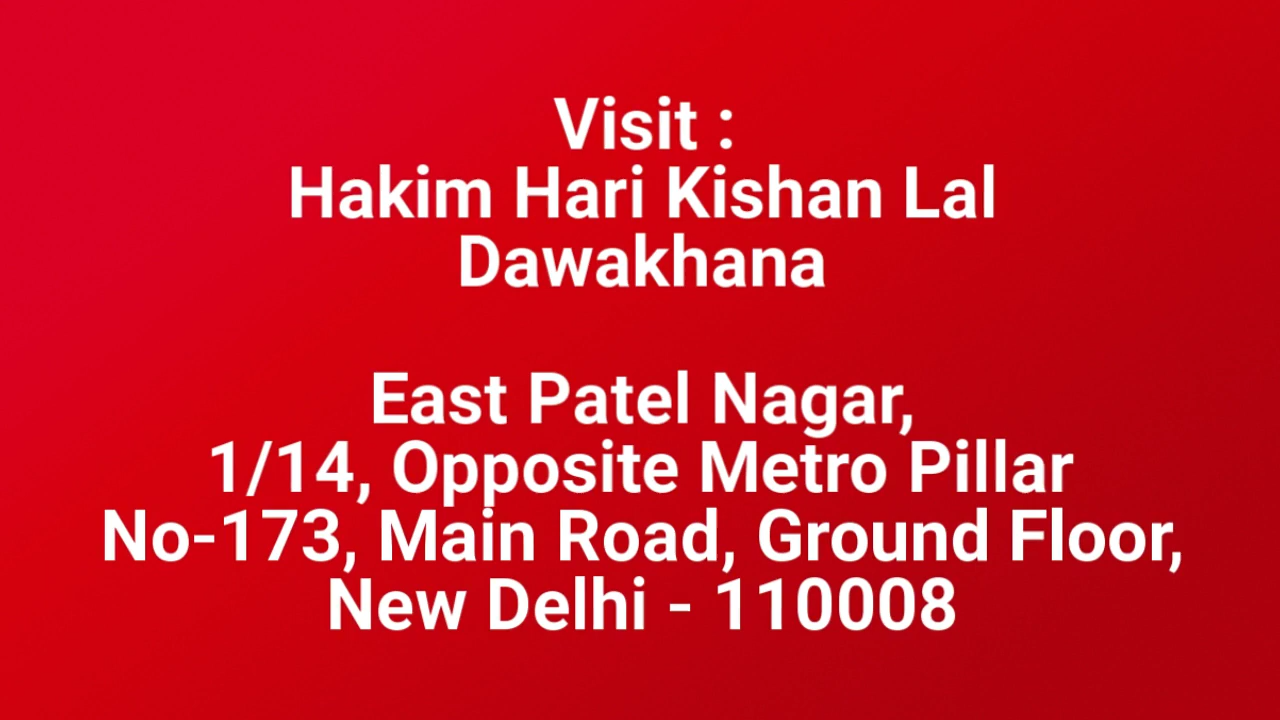 Visit :
Hakim Hari Kishan Lal
Dawakhana
East Patel Nagar,
1/14, Opposite Metro Pillar
No-173, Main Road, Ground Floor,
New Delhi - 110008